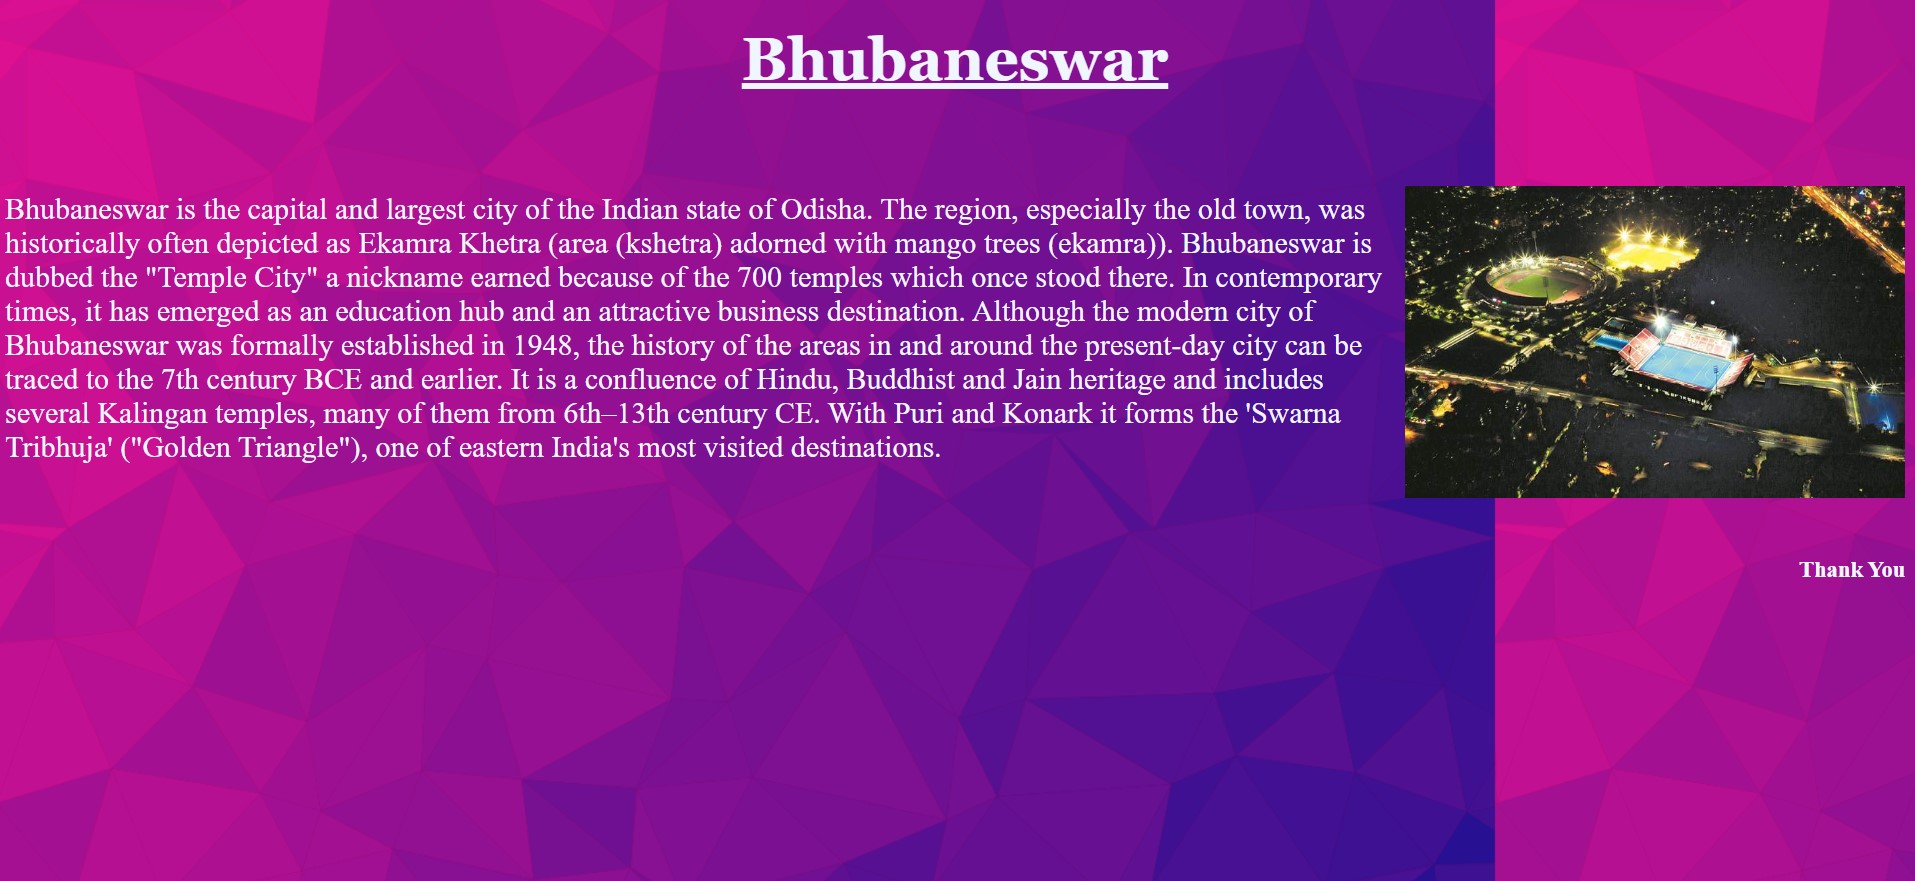 Bhubaneswar
Bhubaneswar is the capital and largest city of the Indian state of Odisha. The region, especially the old town, was
historically often depicted as Ekamra Khetra (area (kshetra) adorned with mango trees (ekamra)). Bhubaneswar is
dubbed the "Temple City" a nickname earned because of the 700 temples which once stood there. In contemporary
times, it has emerged as an education hub and an attractive business destination. Although the modern city of
Bhubaneswar was formally established in 1948, the history of the areas in and around the present-day city can be
traced to the 7th century BCE and earlier. It is a confluence of Hindu, Buddhist and Jain heritage and includes
several Kalingan temples, many of them from 6th–13th century CE. With Puri and Konark it forms the 'Swarna
Tribhuja' ("Golden Triangle"), one of eastern India's most visited destinations.
Thank You